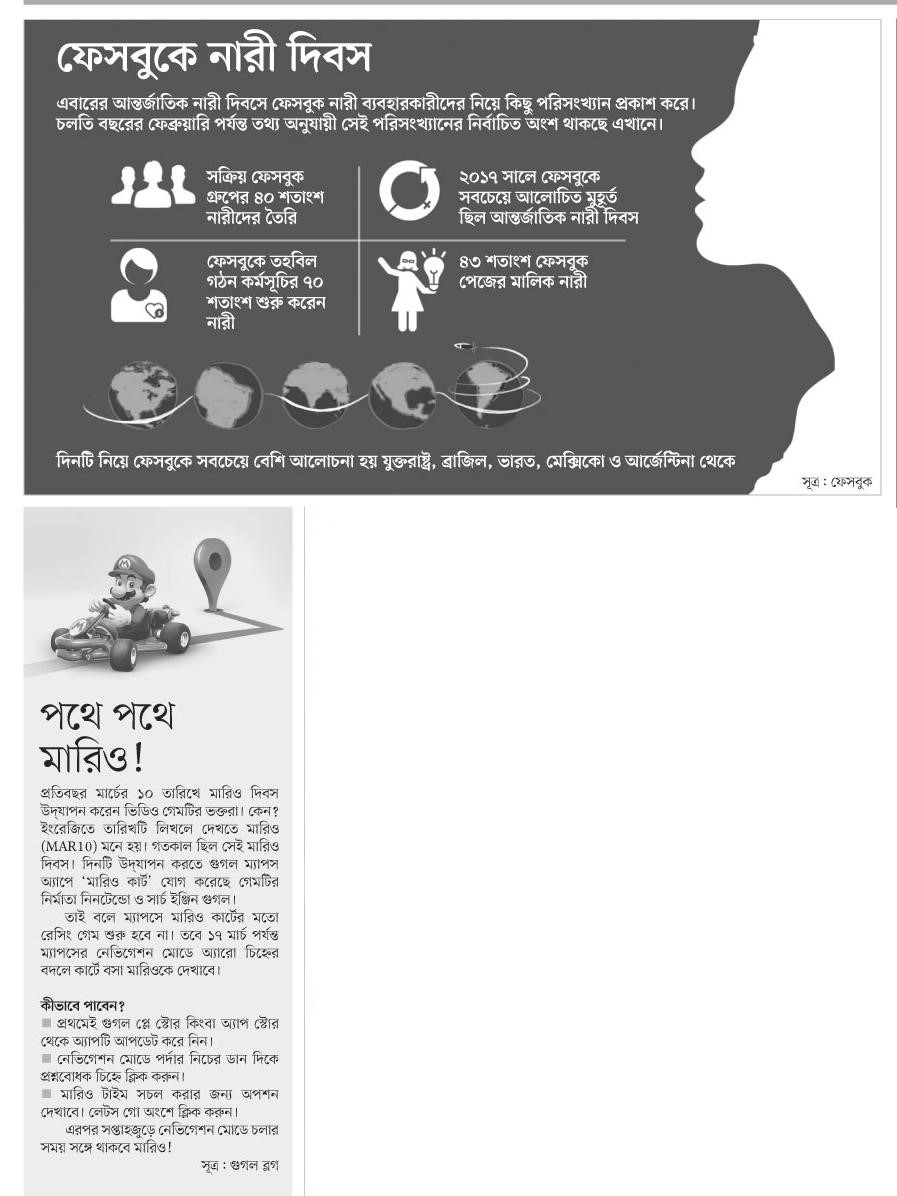 ফেসবুকে নারী দিবস
এবারের আন্তর্জাতিক নারী দিবসে ফেসবুক নারী ব্যবহারকারীদের নিয়ে কিছু পরিসংখ্যান প্রকাশ করে।
চলতি বছরের ফেব্রুয়ারি পর্যন্ত তথ্য অনুযায়ী সেই পরিসংখ্যানের নির্বাচিত অংশ থাকছে এখানে।
সক্রিয় ফেসবুক
গ্রুপের ৪০ শতাংশ
নারীদের তৈরি
২০১৭ সালে ফেসবুকে
সবচেয়ে আলোচিত মুহূর্ত
ছিল আন্তর্জাতিক নারী দিবস
ফেসবুকে তহবিল
গঠন কর্মসূচির ৭০
শতাংশ শুরু করেন
নারী
৪৩ শতাংশ ফেসবুক
পেজের মালিক নারী
দিনটি নিয়ে ফেসবুকে সবচেয়ে বেশি আলোচনা হয় যুক্তরাষ্ট্র, ব্রাজিল, ভারত, মেক্সিকো ও আর্জেন্টিনা থেকে
সূত্র : ফেসবুক
পথে পথে
মারিও!
প্রতিবছর মার্চের ১০ তারিখে মারিও দিবস
উদ্‌যাপন করেন ভিডিও গেমটির ভক্তরা। কেন?
ইংরেজিতে তারিখটি লিখলে দেখতে মারিও
(MAR10) মনে হয়। গতকাল ছিল সেই মারিও
দিবস। দিনটি উদ্‌যাপন করতে গুগল ম্যাপস
অ্যাপে ‘মারিও কার্ট’ যোগ করেছে গেমটির
নির্মাতা নিনটেন্ডো ও সার্চ ইঞ্জিন গুগল।
তাই বলে ম্যাপসে মারিও কার্টের মতো
রেসিং গেম শুরু হবে না। তবে ১৭ মার্চ পর্যন্ত
ম্যাপসের নেভিগেশন মোডে অ্যারো চিহ্নের
বদলে কার্টে বসা মারিওকে দেখাবে।
কীভাবে পাবেন?
■ প্রথমেই গুগল প্লে স্টোর কিংবা অ্যাপ স্টোর
থেকে অ্যাপটি আপডেট করে নিন।
■ নেভিগেশন মোডে পর্দার নিচের ডান দিকে
প্রশ্নবোধক চিহ্নে ক্লিক করুন।
■ মারিও টাইম সচল করার জন্য অপশন
দেখাবে। লেটস গো অংশে ক্লিক করুন।
এরপর সপ্তাহজুড়ে নেভিগেশন মোডে চলার
সময় সঙ্গে থাকবে মারিও!
সূত্র : গুগল ব্লগ